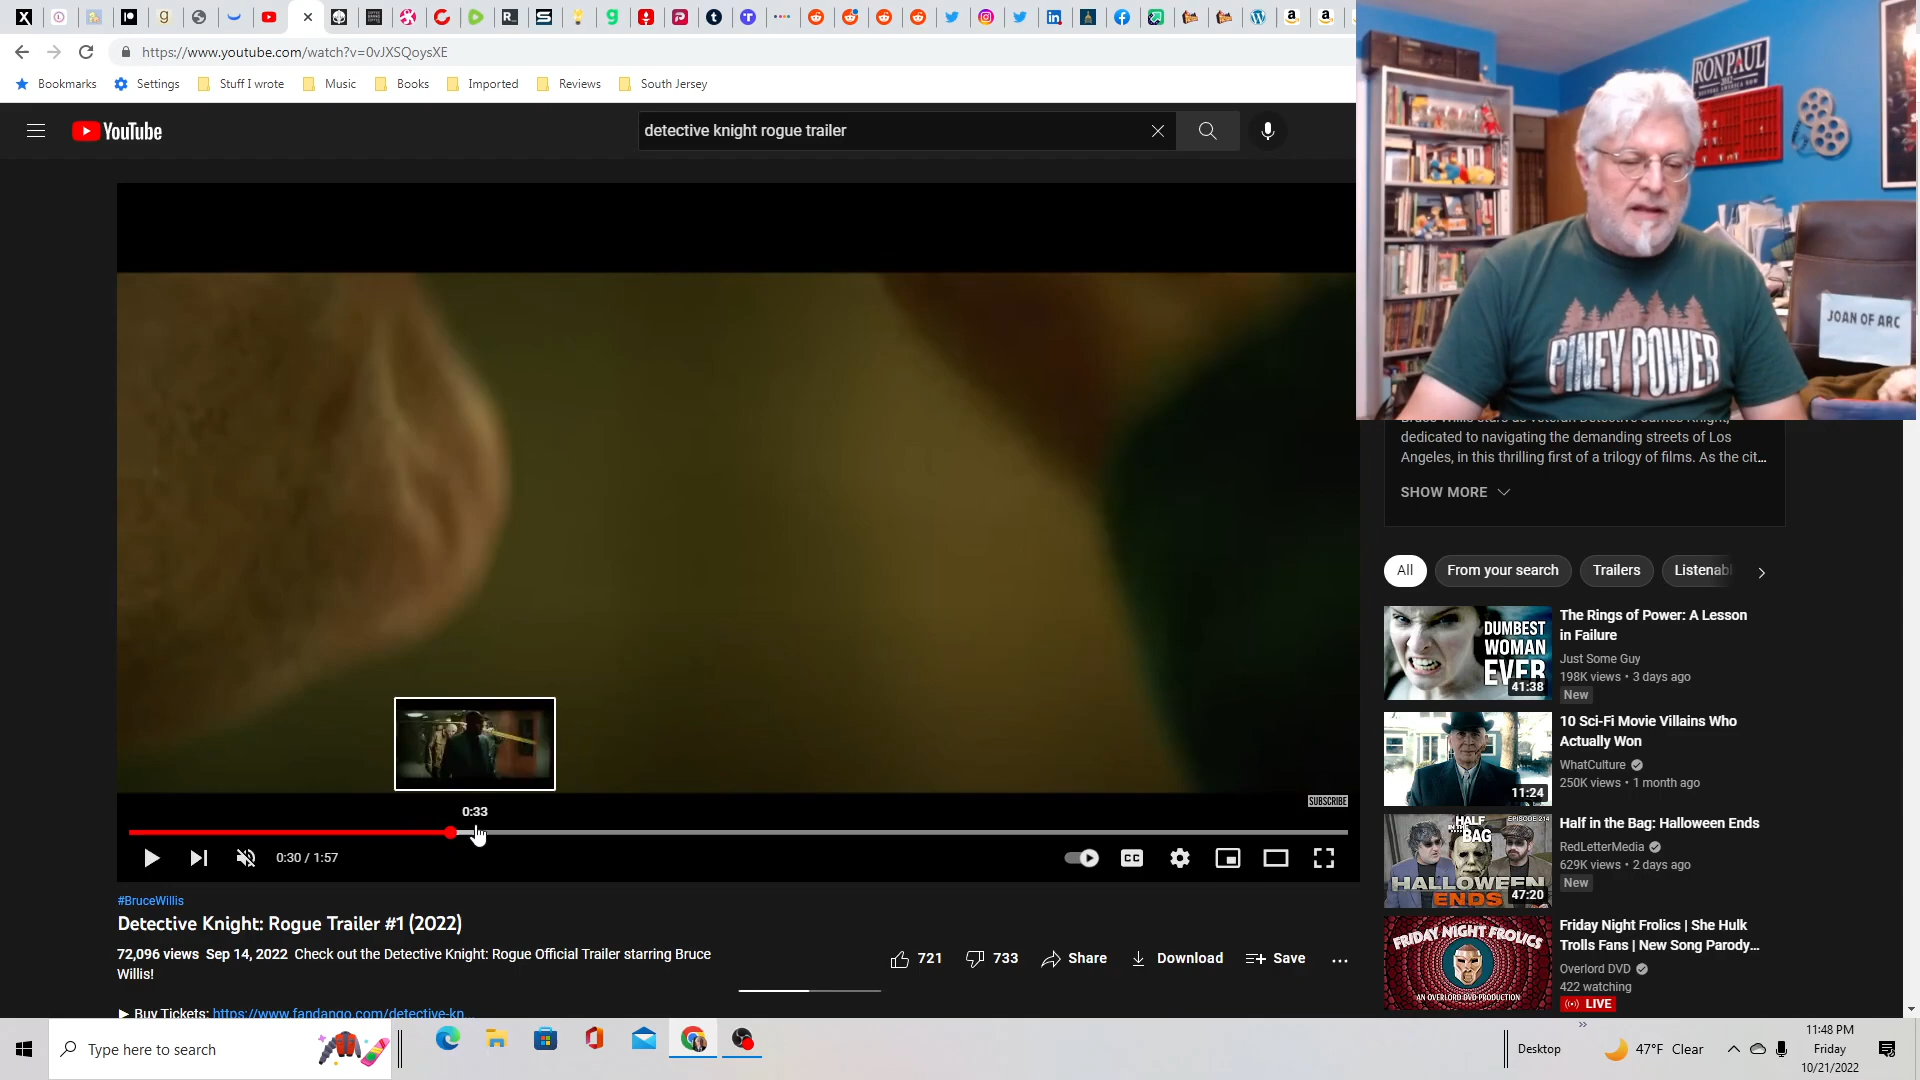 https://www.youtube.com/watch?v=0vJXSQoysXE
Bookmarks
Settings
Stuff I wrote
Music
Books
Imported
Reviews
South Jersey
YouTube
detective knight rogue trailer
RON PAUL
JOAN OF ARC
PINEY POWER
dedicated to navigating the demanding streets of Los
Angeles, in this thrilling first of a trilogy of films. As the cit...
SHOW MORE
All
From your search
Trailers
Listenab
DUMBEST
WOMAN
EVER
41:38
The Rings of Power: A Lesson
in Failure
Just Some Guy
198K views • 3 days ago
New
11:24
10 Sci-Fi Movie Villains Who
Actually Won
WhatCulture
250K views • 1 month ago
EPISODE 214
HALF
IN THE
BAG
HALLOWEEN
ENDS
47:20
Half in the Bag: Halloween Ends
RedLetterMedia
629K views • 2 days ago
New
FRIDAY NIGHT FROLICS
AN OVERLORD DVD PRODUCTION
Friday Night Frolics | She Hulk
Trolls Fans | New Song Parody...
Overlord DVD
422 watching
LIVE
SUBSCRIBE
0:33
0:30 / 1:57
CC
#BruceWillis
Detective Knight: Rogue Trailer #1 (2022)
72,096 views Sep 14, 2022 Check out the Detective Knight: Rogue Official Trailer starring Bruce
Willis!
721
733
Share
Download
Save
► Buy Tickets: https://www.fandango.com/detective-kn...
Type here to search
Desktop
47°F Clear
11:48 PM
Friday
10/21/2022